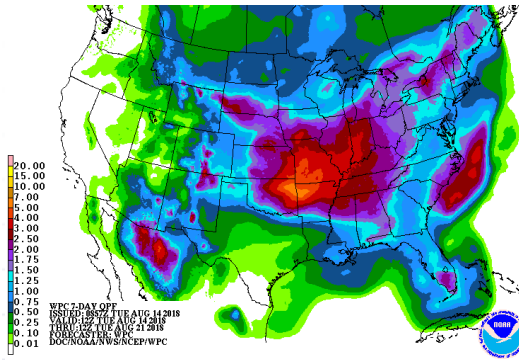 20.00
15.00
10.00
7.00
5.00
4.00
3.00
2.50
2.00
1.75
1.50
1.25
1.00
0.75
0.50
0.25
0.10
0.01
WPC 7-DAY QPF
ISSUED: 0857Z TUE AUG 14 2018
VALID: 12Z TUE AUG 14 2018
THRU: 12Z TUE AUG 21 2018
FORECASTER: WPC
DOC/NOAA/NWS/NCEP/WPC
NOAA